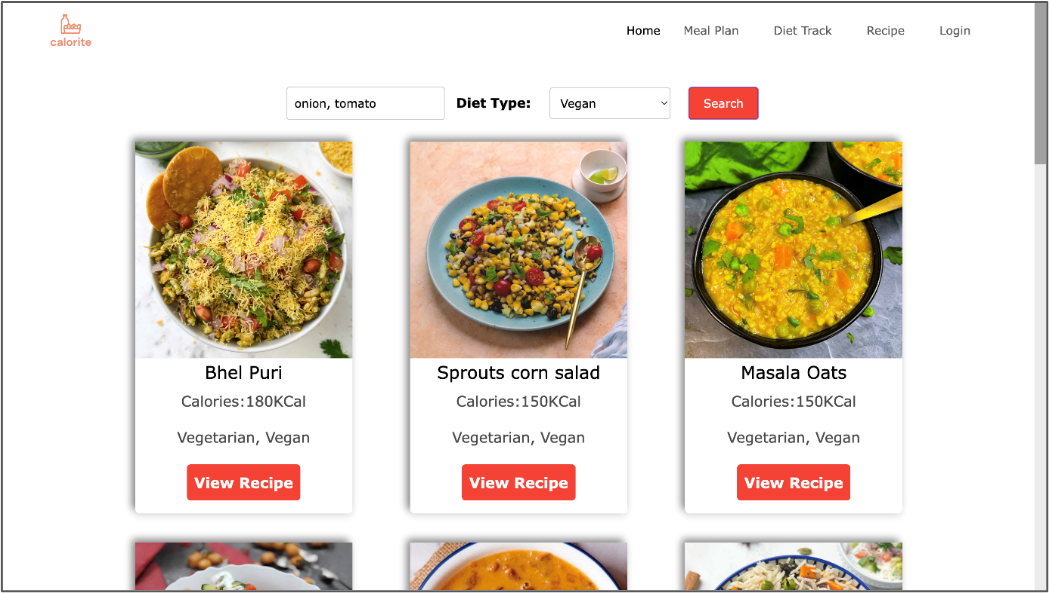 calorite
Home Meal Plan Diet Track Recipe Login
onion, tomato Diet Type: Vegan Search
Bhel Puri Sprouts corn salad Masala Oats
Calories:180KCal Calories:150KCal Calories:150KCal
Vegetarian, Vegan Vegetarian, Vegan Vegetarian, Vegan
View Recipe View Recipe View Recipe